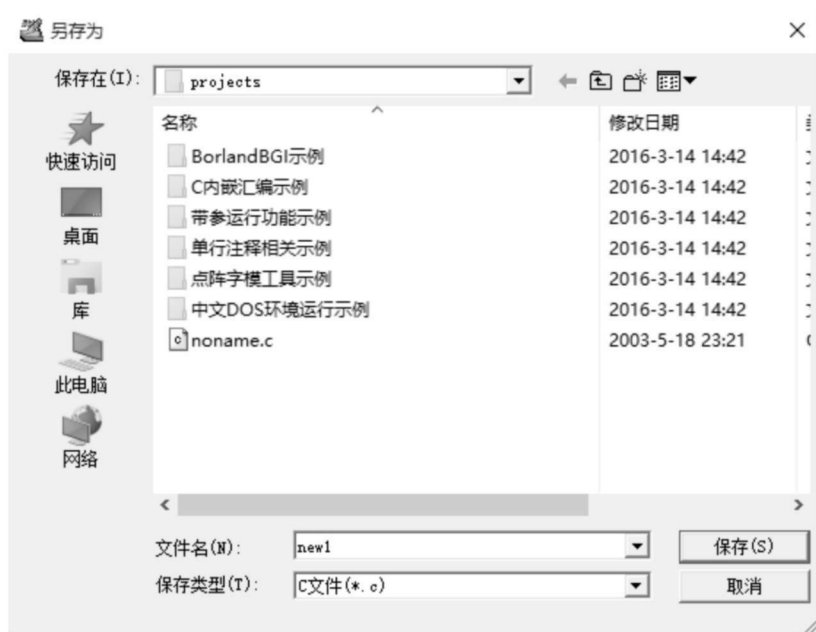 另存为
保存在(I):
projects
名称
修改日期
快速访问
桌面
库
此电脑
网络
BorlandBGI示例 2016-3-14 14:42
C内嵌汇编示例 2016-3-14 14:42
带参运行功能示例 2016-3-14 14:42
单行注释相关示例 2016-3-14 14:42
点阵字模工具示例 2016-3-14 14:42
中文DOS环境运行示例 2016-3-14 14:42
noname.c 2003-5-18 23:21
文件名(N): new1 保存(S)
保存类型(T): C文件(*.c) 取消